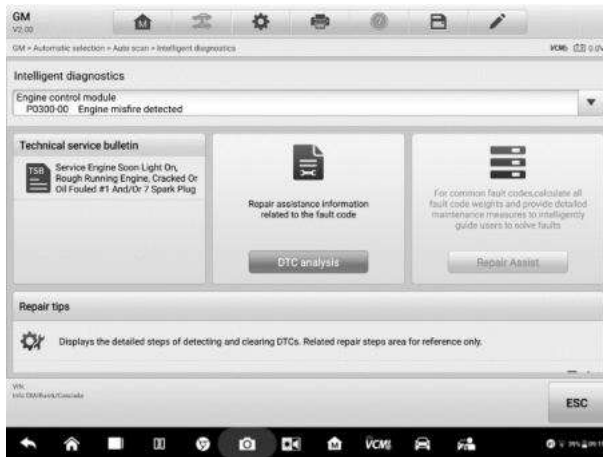 GM
V2.00
GM > Automatic selection > Auto scan > Intelligent diagnostics
VCMI 0.0V
Intelligent diagnostics
Engine control module
P0300-00 Engine misfire detected
Technical service bulletin
TSB
Service Engine Soon Light On,
Rough Running Engine, Cracked Or
Oil Fouled #1 And/Or 7 Spark Plug
Repair assistance information
related to the fault code
DTC analysis
For common fault codes,calculate all
fault code weights and provide detailed
maintenance measures to intelligently
guide users to solve faults
Repair Assist
Repair tips
Displays the detailed steps of detecting and clearing DTCs. Related repair steps area for reference only.
VIN
ESC
VCMI